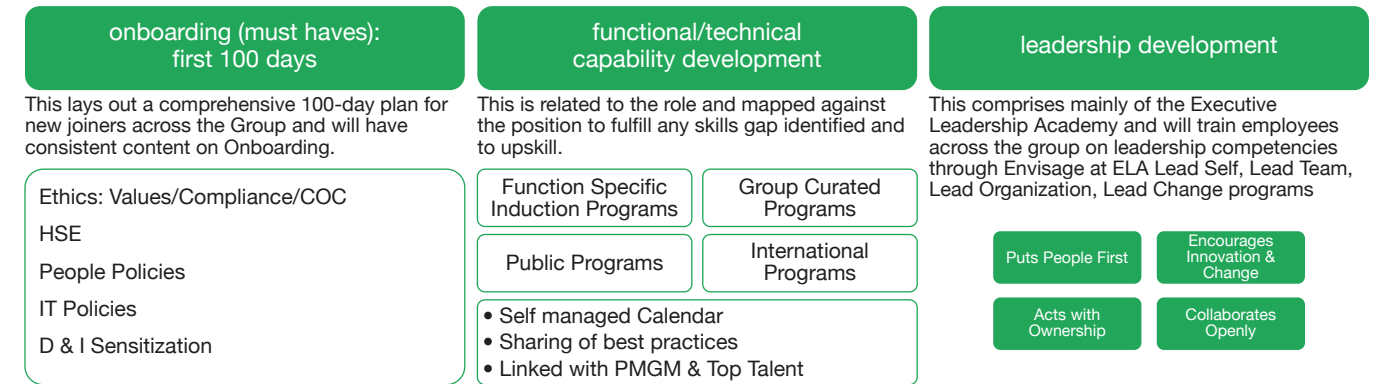 onboarding (must haves):
first 100 days
This lays out a comprehensive 100-day plan for
new joiners across the Group and will have
consistent content on Onboarding.
Ethics: Values/Compliance/COC
HSE
People Policies
IT Policies
D & I Sensitization
functional/technical
capability development
This is related to the role and mapped against
the position to fulfill any skills gap identified and
to upskill.
Function Specific
Induction Programs
Group Curated
Programs
Public Programs
International
Programs
• Self managed Calendar
• Sharing of best practices
• Linked with PMGM & Top Talent
leadership development
This comprises mainly of the Executive
Leadership Academy and will train employees
across the group on leadership competencies
through Envisage at ELA Lead Self, Lead Team,
Lead Organization, Lead Change programs
Puts People First
Encourages
Innovation &
Change
Acts with
Ownership
Collaborates
Openly